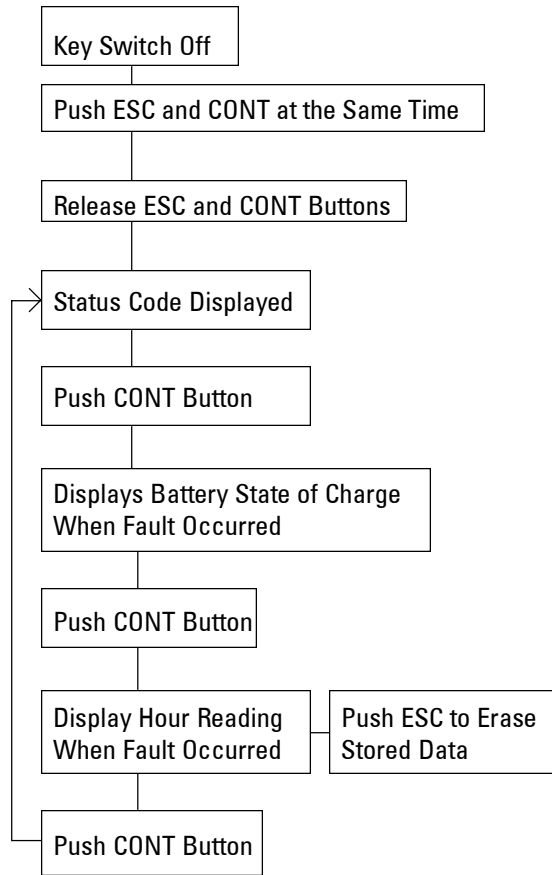 Key Switch Off
Push ESC and CONT at the Same Time
Release ESC and CONT Buttons
Status Code Displayed
Push CONT Button
Displays Battery State of Charge
When Fault Occurred
Push CONT Button
Display Hour Reading
When Fault Occurred
Push ESC to Erase
Stored Data
Push CONT Button